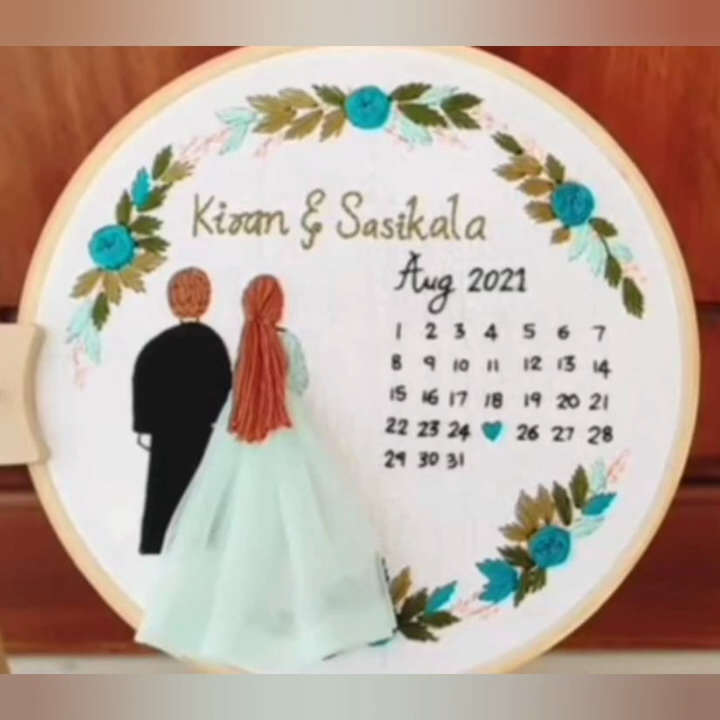 Kiran & Sasikala
Aug 2021
1 2 3 4 5 6 7
8 9 10 11 12 13 14
15 16 17 18 19 20 21
22 23 24 26 27 28
29 30 31